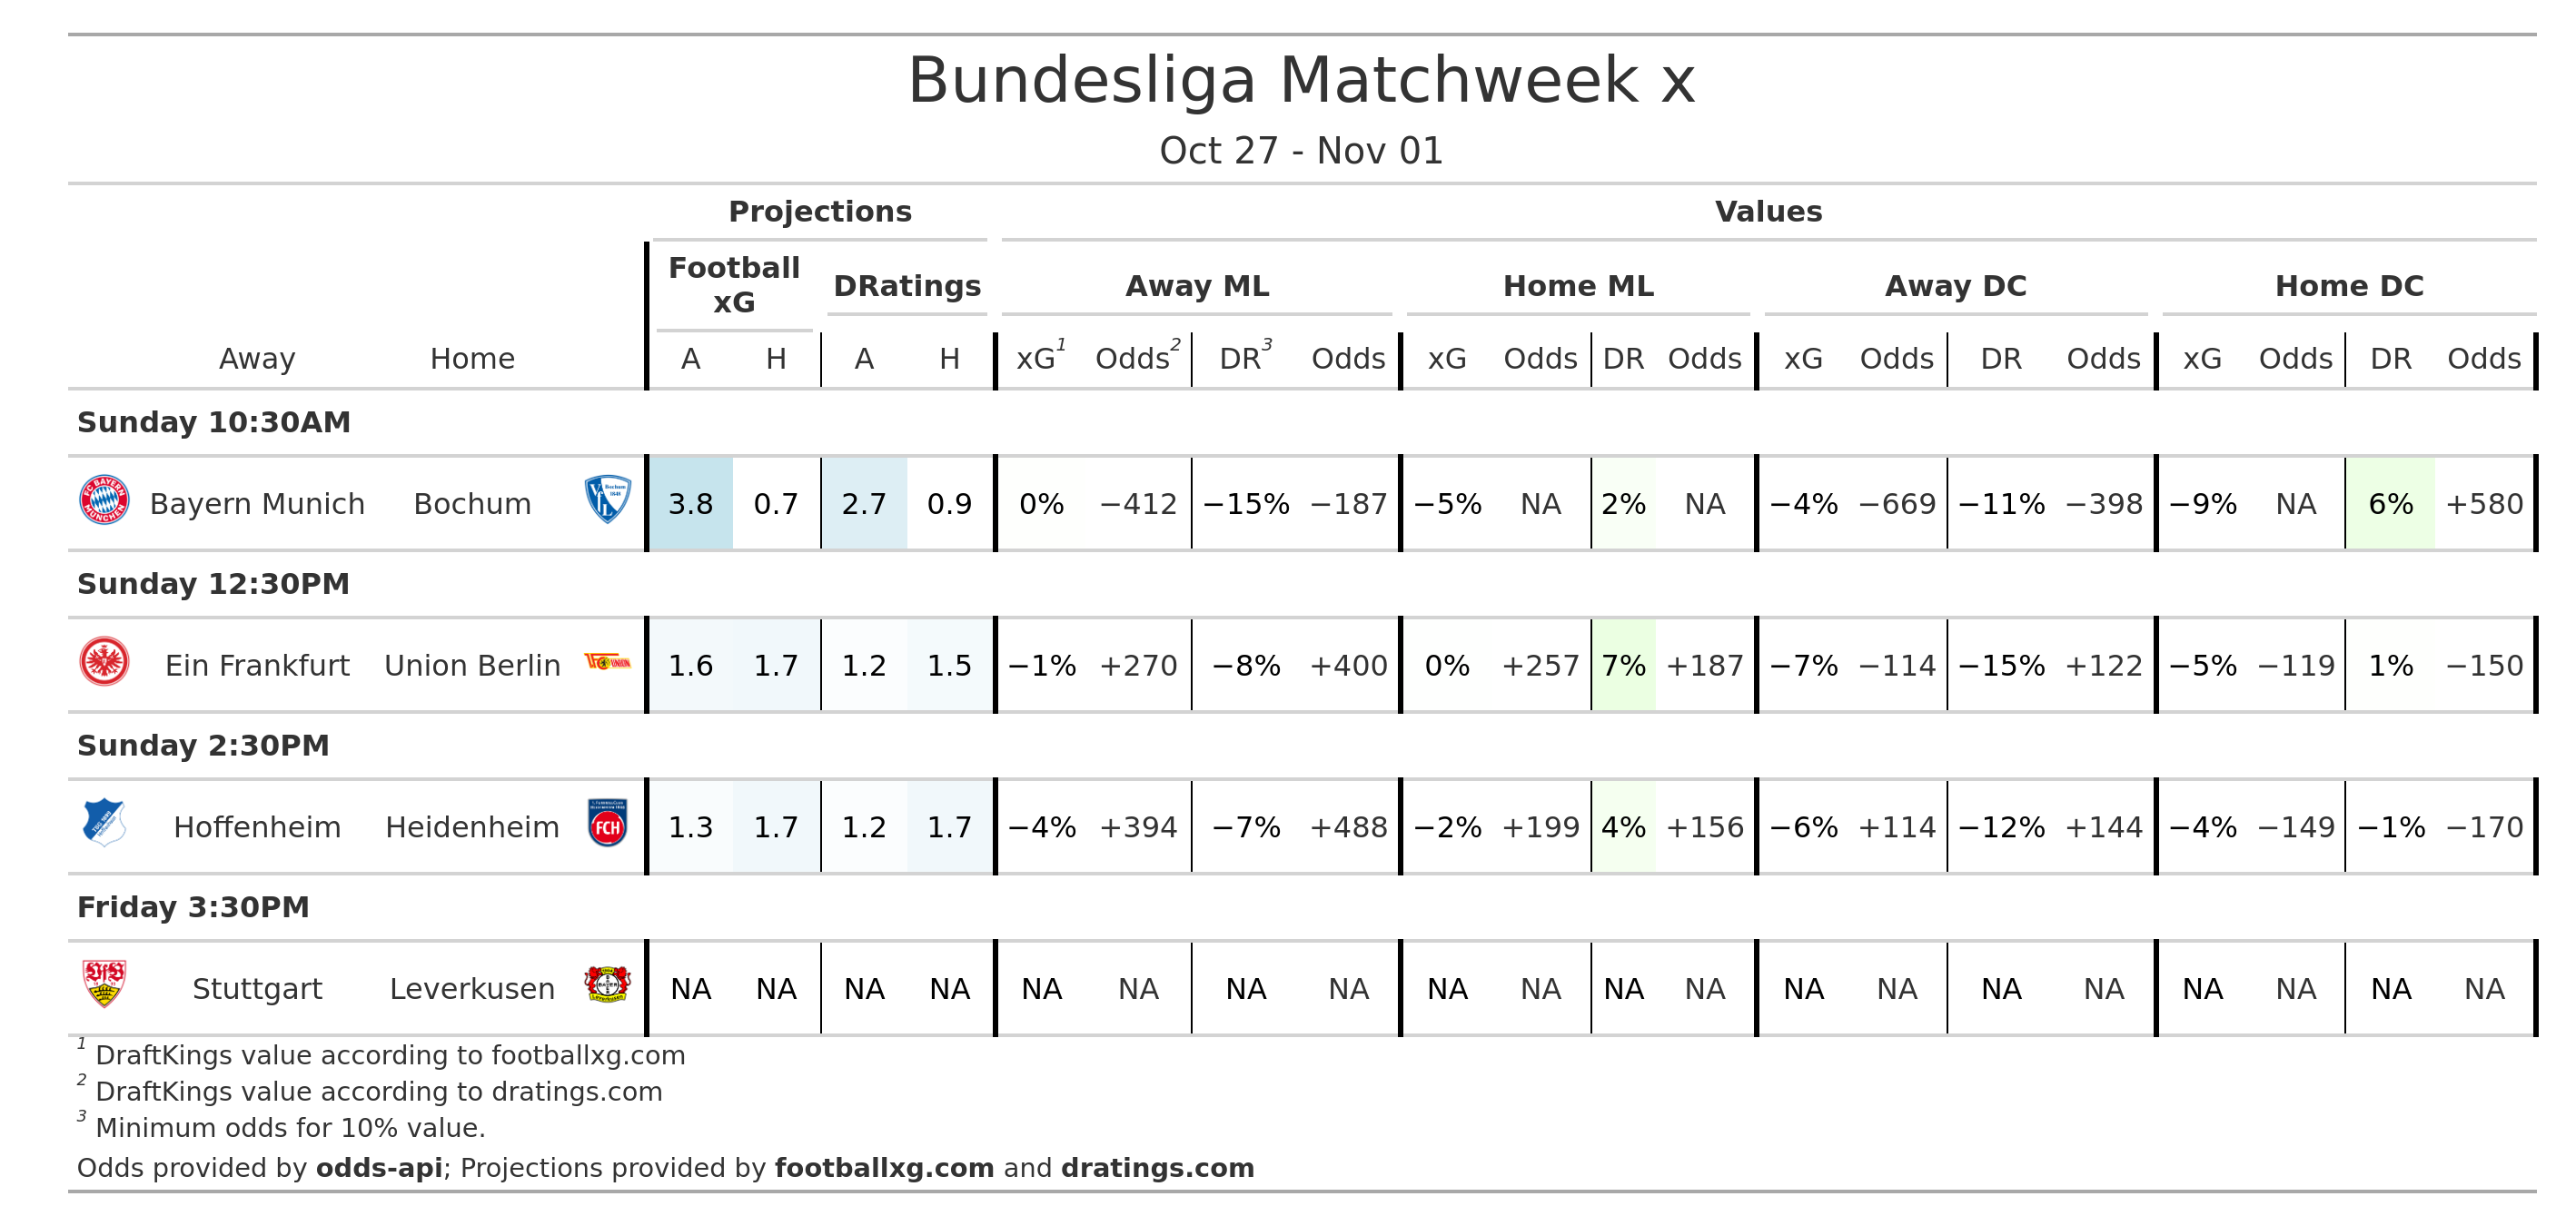 Bundesliga Matchweek x
Oct 27 - Nov 01
Projections Values
Football xG DRatings Away ML Home ML Away DC Home DC
Away Home A H A H xG1 Odds2 DR3 Odds xG Odds DR Odds xG Odds DR Odds xG Odds DR Odds
Sunday 10:30AM
Bayern Munich Bochum 3.8 0.7 2.7 0.9 0% −412 −15% −187 −5% NA 2% NA −4% −669 −11% −398 −9% NA 6% +580
Sunday 12:30PM
Ein Frankfurt Union Berlin 1.6 1.7 1.2 1.5 −1% +270 −8% +400 0% +257 7% +187 −7% −114 −15% +122 −5% −119 1% −150
Sunday 2:30PM
Hoffenheim Heidenheim 1.3 1.7 1.2 1.7 −4% +394 −7% +488 −2% +199 4% +156 −6% +114 −12% +144 −4% −149 −1% −170
Friday 3:30PM
Stuttgart Leverkusen NA NA NA NA NA NA NA NA NA NA NA NA NA NA NA NA NA NA NA NA
1 DraftKings value according to footballxg.com
2 DraftKings value according to dratings.com
3 Minimum odds for 10% value.
Odds provided by odds-api; Projections provided by footballxg.com and dratings.com